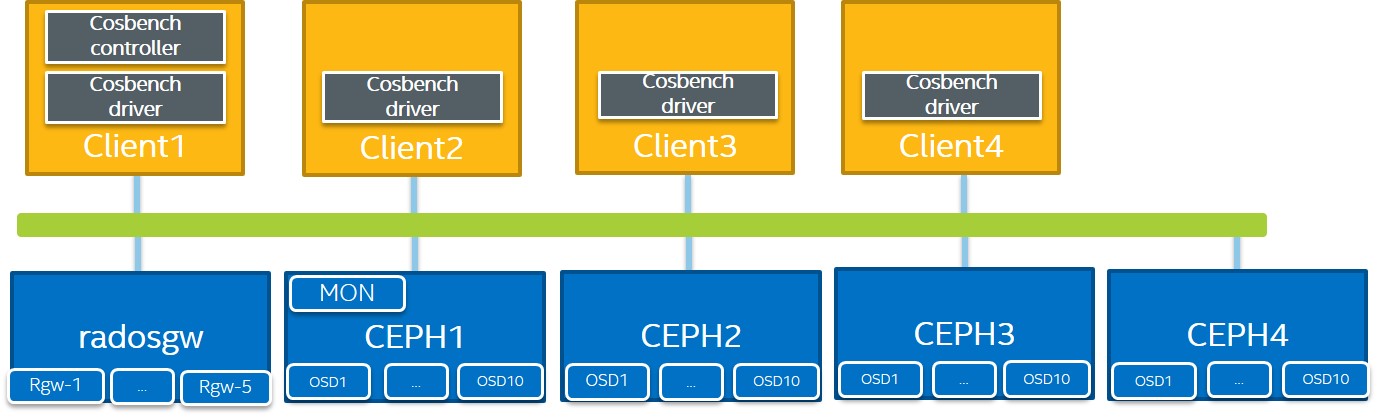 Cosbench
controller
Cosbench
driver
Client1
Cosbench
driver
Client2
Cosbench
driver
Client3
Cosbench
driver
Client4
radosgw
Rgw-1
...
Rgw-5
MON
CEPH1
OSD1
...
OSD10
CEPH2
OSD1
...
OSD10
CEPH3
OSD1
...
OSD10
CEPH4
OSD1
...
OSD10